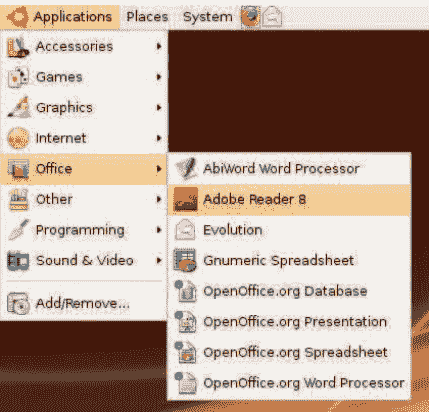 Applications Places System
Accessories
Games
Graphics
Internet
Office
Other
Programming
Sound & Video
Add/Remove...
AbiWord Word Processor
Adobe Reader 8
Evolution
Gnumeric Spreadsheet
OpenOffice.org Database
OpenOffice.org Presentation
OpenOffice.org Spreadsheet
OpenOffice.org Word Processor